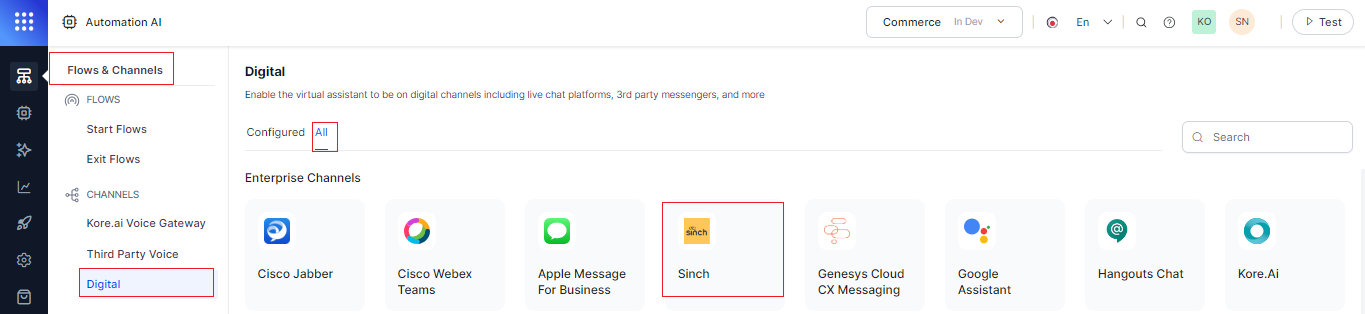 Automation AI
Commerce In Dev
En
KO
SN
Test
Flows & Channels
FLOWS
Start Flows
Exit Flows
CHANNELS
Kore.ai Voice Gateway
Third Party Voice
Digital
Digital
Enable the virtual assistant to be on digital channels including live chat platforms, 3rd party messengers, and more
Configured All
Search
Enterprise Channels
Cisco Jabber
Cisco Webex
Teams
Apple Message
For Business
sinch
Sinch
Genesys Cloud
CX Messaging
Google
Assistant
@
Hangouts Chat
Kore.Ai